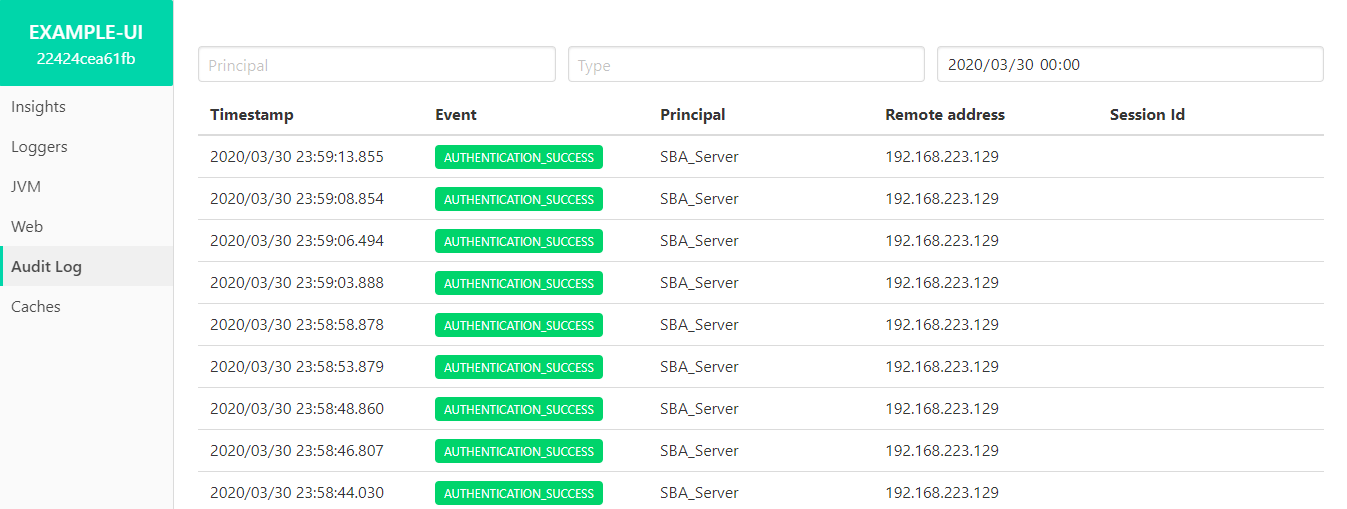 EXAMPLE-UI
22424cea61fb
Insights
Loggers
JVM
Web
Audit Log
Caches
Principal Type 2020/03/30 00:00
Timestamp Event Principal Remote address Session Id
2020/03/30 23:59:13.855 AUTHENTICATION_SUCCESS SBA_Server 192.168.223.129
2020/03/30 23:59:08.854 AUTHENTICATION_SUCCESS SBA_Server 192.168.223.129
2020/03/30 23:59:06.494 AUTHENTICATION_SUCCESS SBA_Server 192.168.223.129
2020/03/30 23:59:03.888 AUTHENTICATION_SUCCESS SBA_Server 192.168.223.129
2020/03/30 23:58:58.878 AUTHENTICATION_SUCCESS SBA_Server 192.168.223.129
2020/03/30 23:58:53.879 AUTHENTICATION_SUCCESS SBA_Server 192.168.223.129
2020/03/30 23:58:48.860 AUTHENTICATION_SUCCESS SBA_Server 192.168.223.129
2020/03/30 23:58:46.807 AUTHENTICATION_SUCCESS SBA_Server 192.168.223.129
2020/03/30 23:58:44.030 AUTHENTICATION_SUCCESS SBA_Server 192.168.223.129